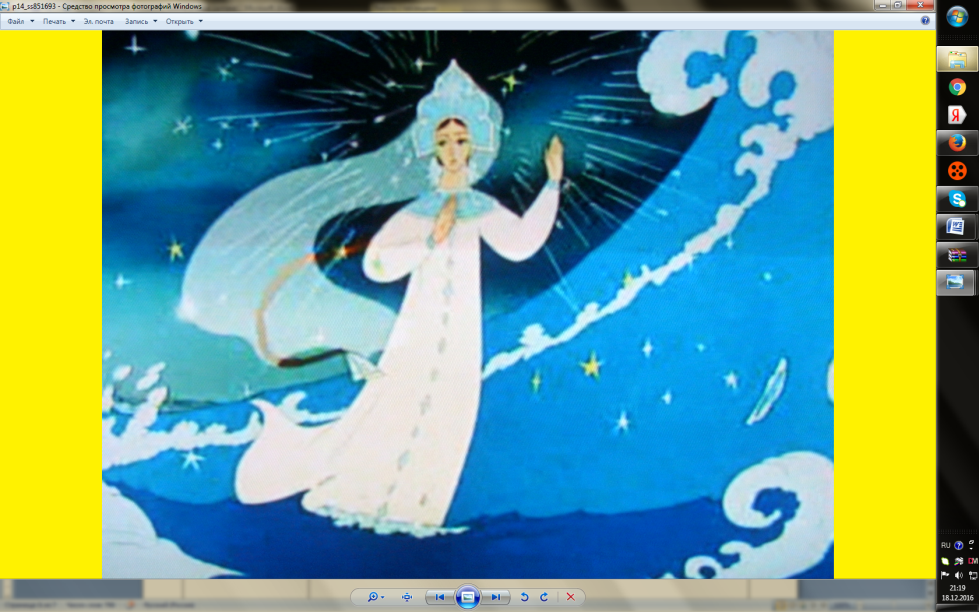 p14_ss851693 - Средство просмотра фотографий Windows
Файл Печать Эл. почта Запись Открыть
RU
21:19
18.12.2016